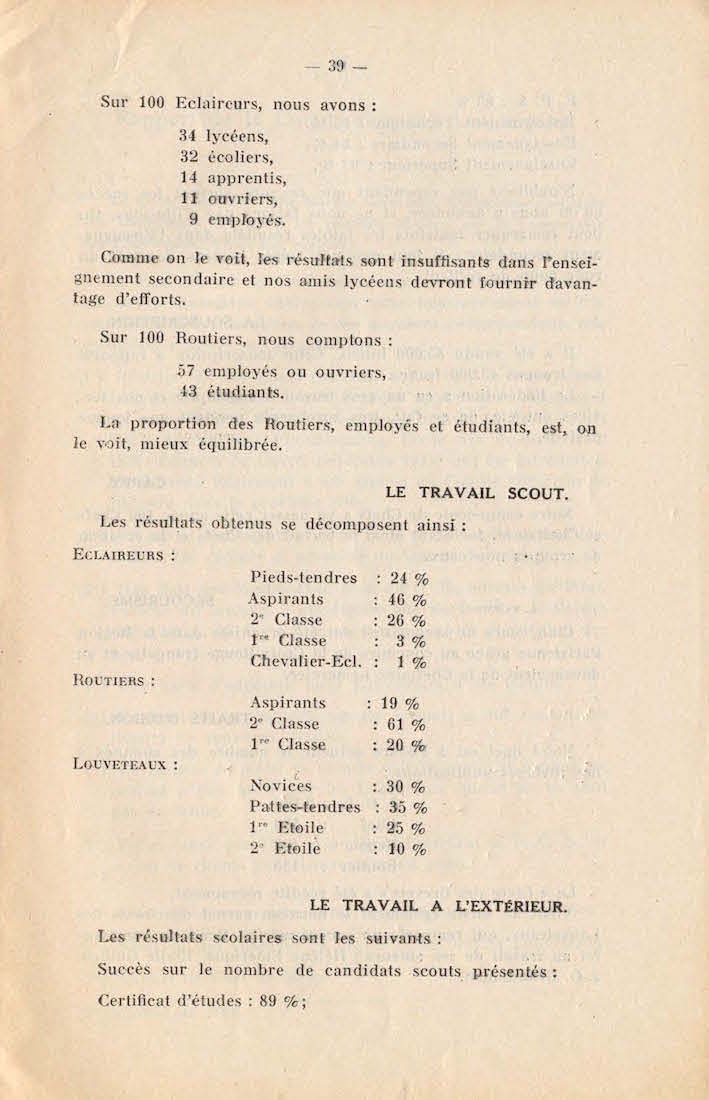 — 39 —
Sur 100 Eclaireurs, nous avons :
34 lycéens,
32 écoliers,
14 apprentis,
11 ouvriers,
9 employés.
Comme on le voit, les résultats sont insuffisants dans l'ensei-
gnement secondaire et nos amis lycéens devront fournir davan-
tage d'efforts.
Sur 100 Routiers, nous comptons :
57 employés ou ouvriers,
43 étudiants.
La proportion des Routiers, employés et étudiants, est, on
le voit, mieux équilibrée.
LE TRAVAIL SCOUT.
Les résultats obtenus se décomposent ainsi :
ECLAIREURS :
Pieds-tendres : 24 %
Aspirants : 46 %
2e Classe : 26 %
1re Classe : 3 %
Chevalier-Ecl. : 1 %
ROUTIERS :
Aspirants : 19 %
2e Classe : 61 %
1re Classe : 20 %
LOUVETEAUX :
Novices : 30 %
Pattes-tendres : 35 %
1re Etoile : 25 %
2e Etoile : 10 %
LE TRAVAIL A L'EXTÉRIEUR.
Les résultats scolaires sont les suivants :
Succès sur le nombre de candidats scouts présentés :
Certificat d'études : 89 % ;